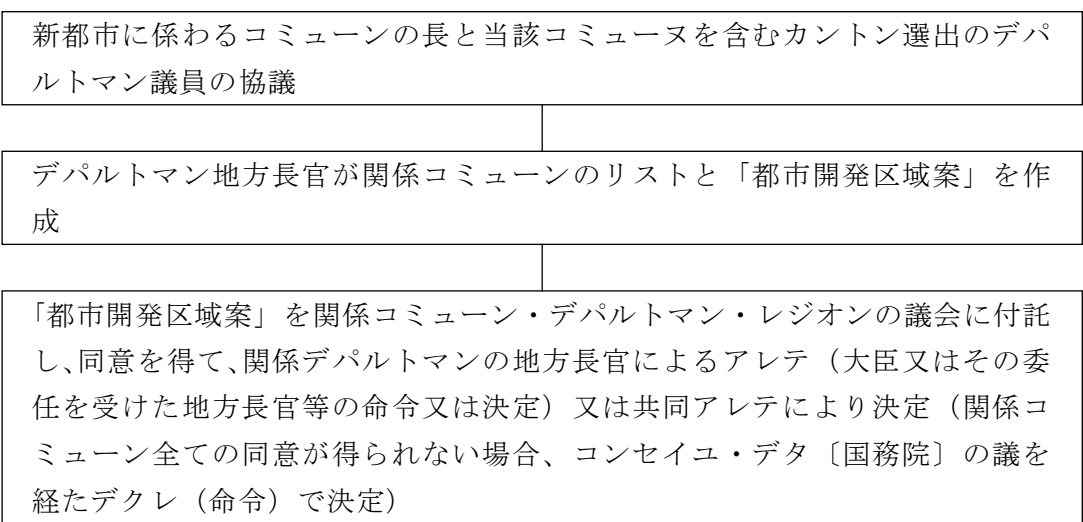 新都市に係わるコミューンの長と当該コミューヌを含むカントン選出のデパ
ルトマン議員の協議
デパルトマン地方長官が関係コミューンのリストと「都市開発区域案」を作
成
「都市開発区域案」を関係コミューン・デパルトマン・レジオンの議会に付託
し、同意を得て、関係デパルトマンの地方長官によるアレテ（大臣又はその委
任を受けた地方長官等の命令又は決定）又は共同アレテにより決定（関係コ
ミューン全ての同意が得られない場合、コンセイユ・デタ〔国務院〕の議を
経たデクレ（命令）で決定）